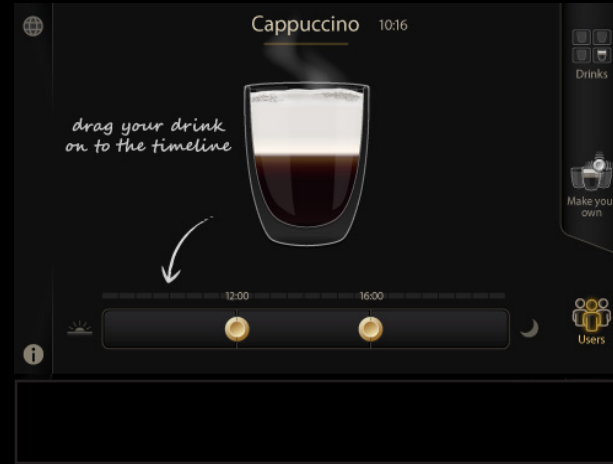 Cappuccino 10:16
Drinks
drag your drink
on to the timeline
Make your
own
12:00 16:00
Users
i